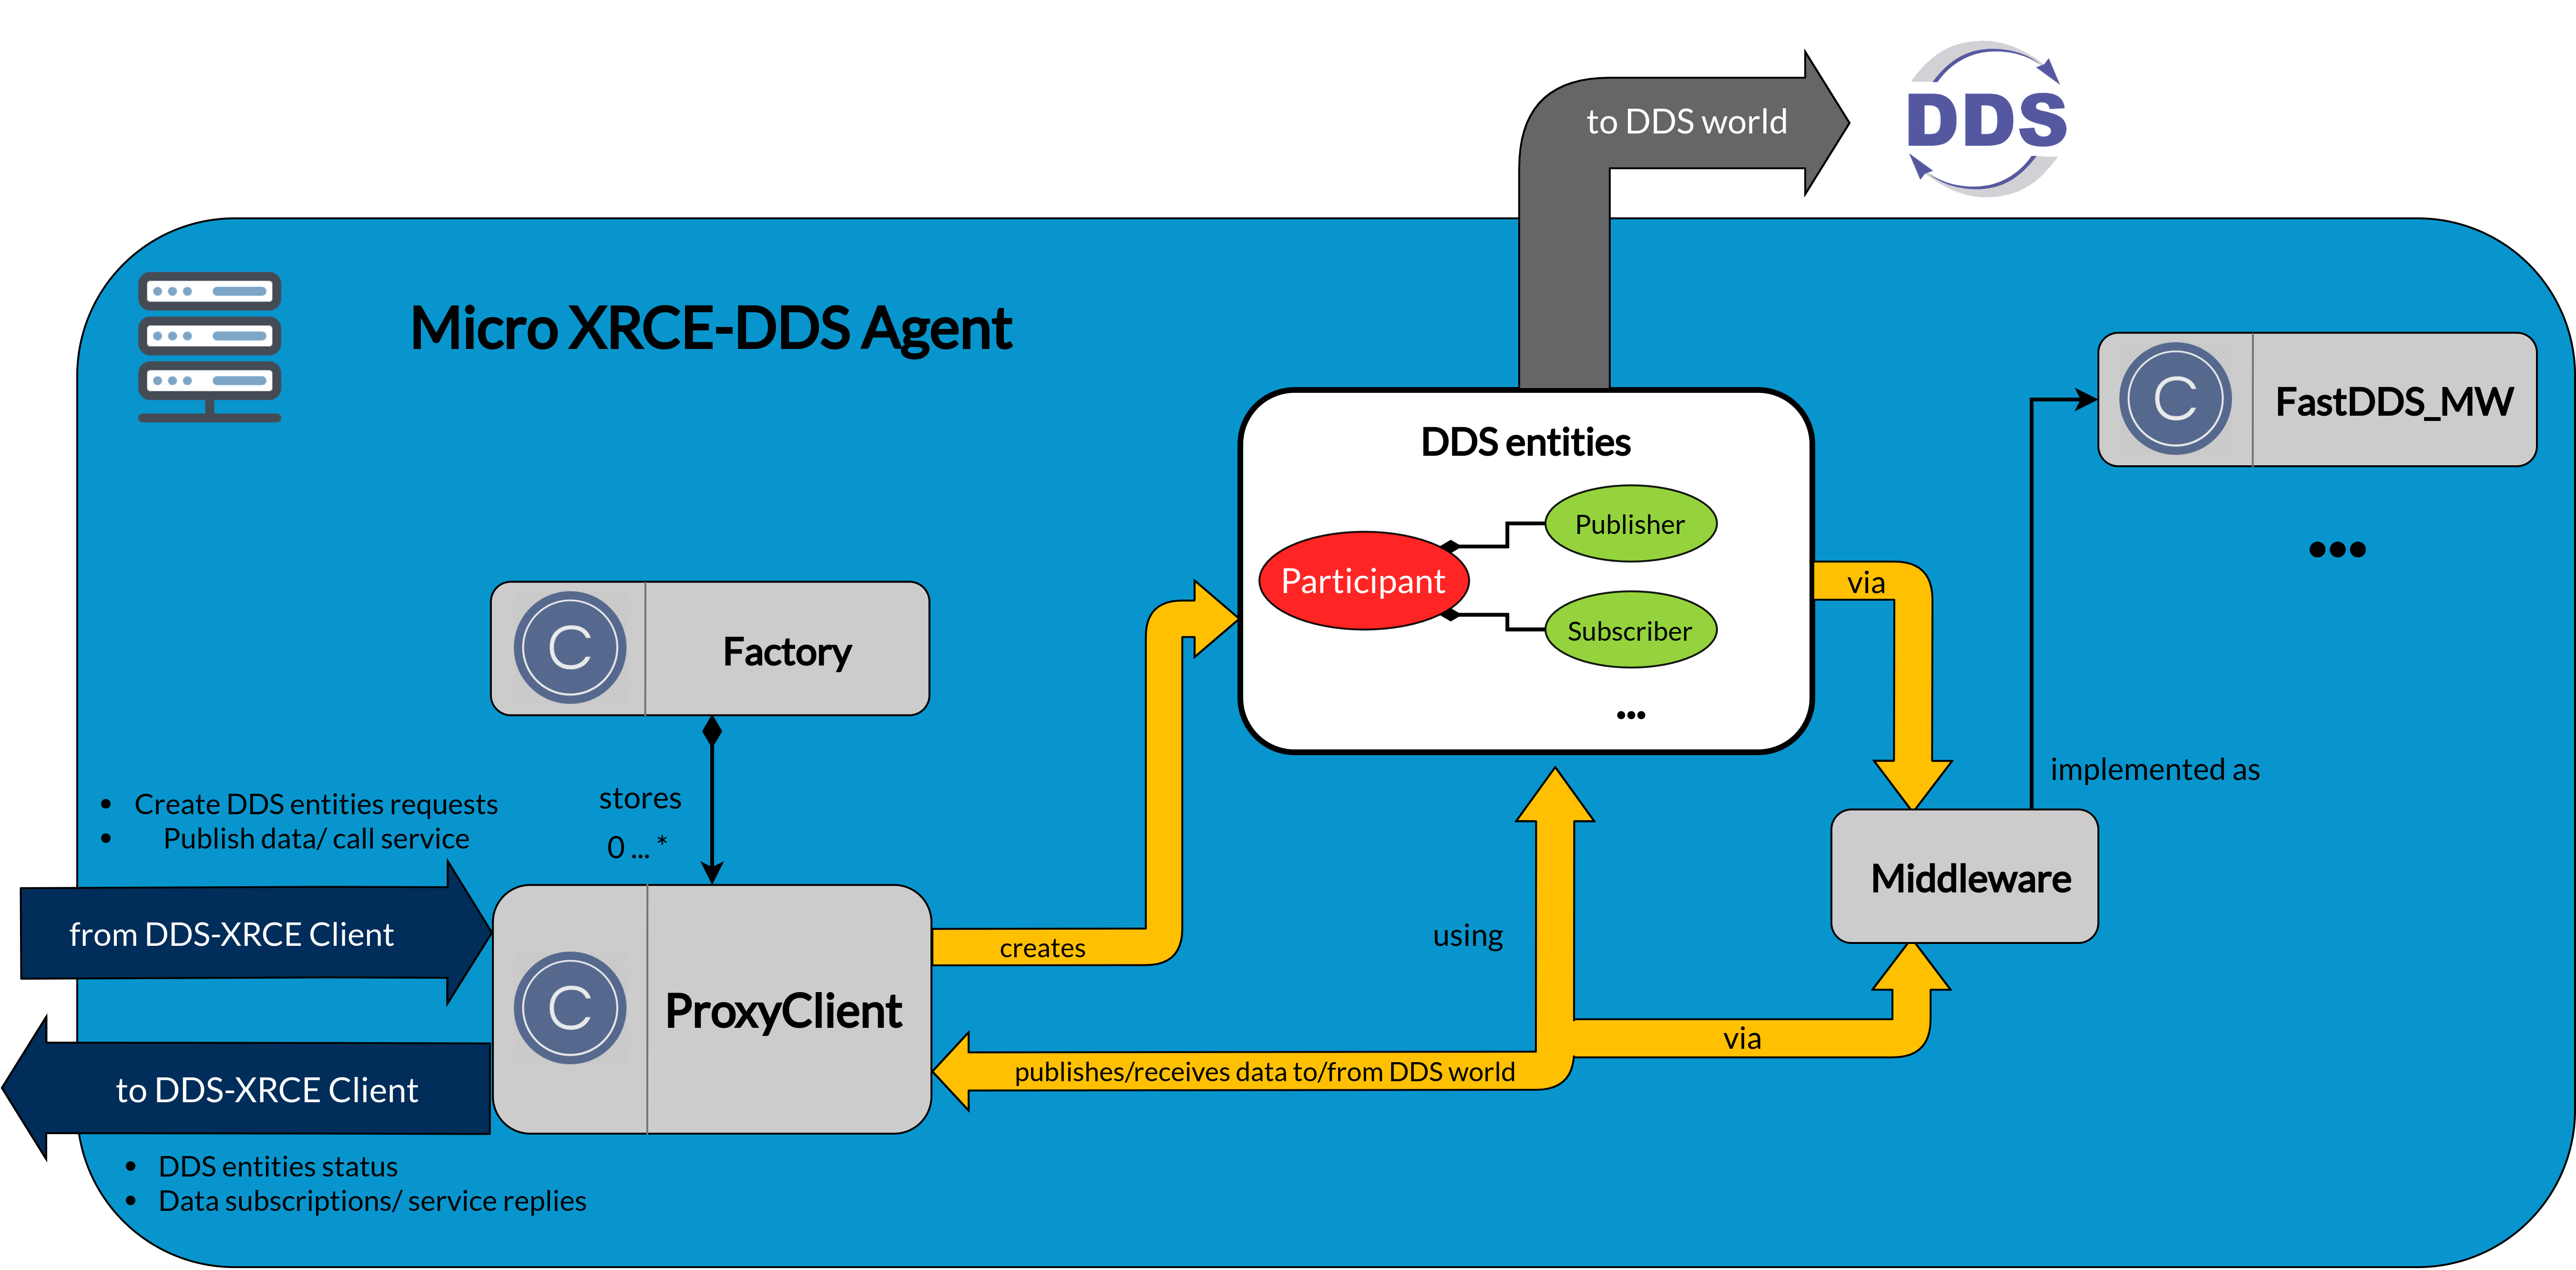 to DDS world
DDS
Micro XRCE-DDS Agent
C
FastDDS_MW
DDS entities
Publisher
Participant
Subscriber
...
...
via
C
Factory
stores
0 ... *
implemented as
• Create DDS entities requests
• Publish data/ call service
from DDS-XRCE Client
Middleware
using
creates
C
ProxyClient
via
publishes/receives data to/from DDS world
to DDS-XRCE Client
• DDS entities status
• Data subscriptions/ service replies